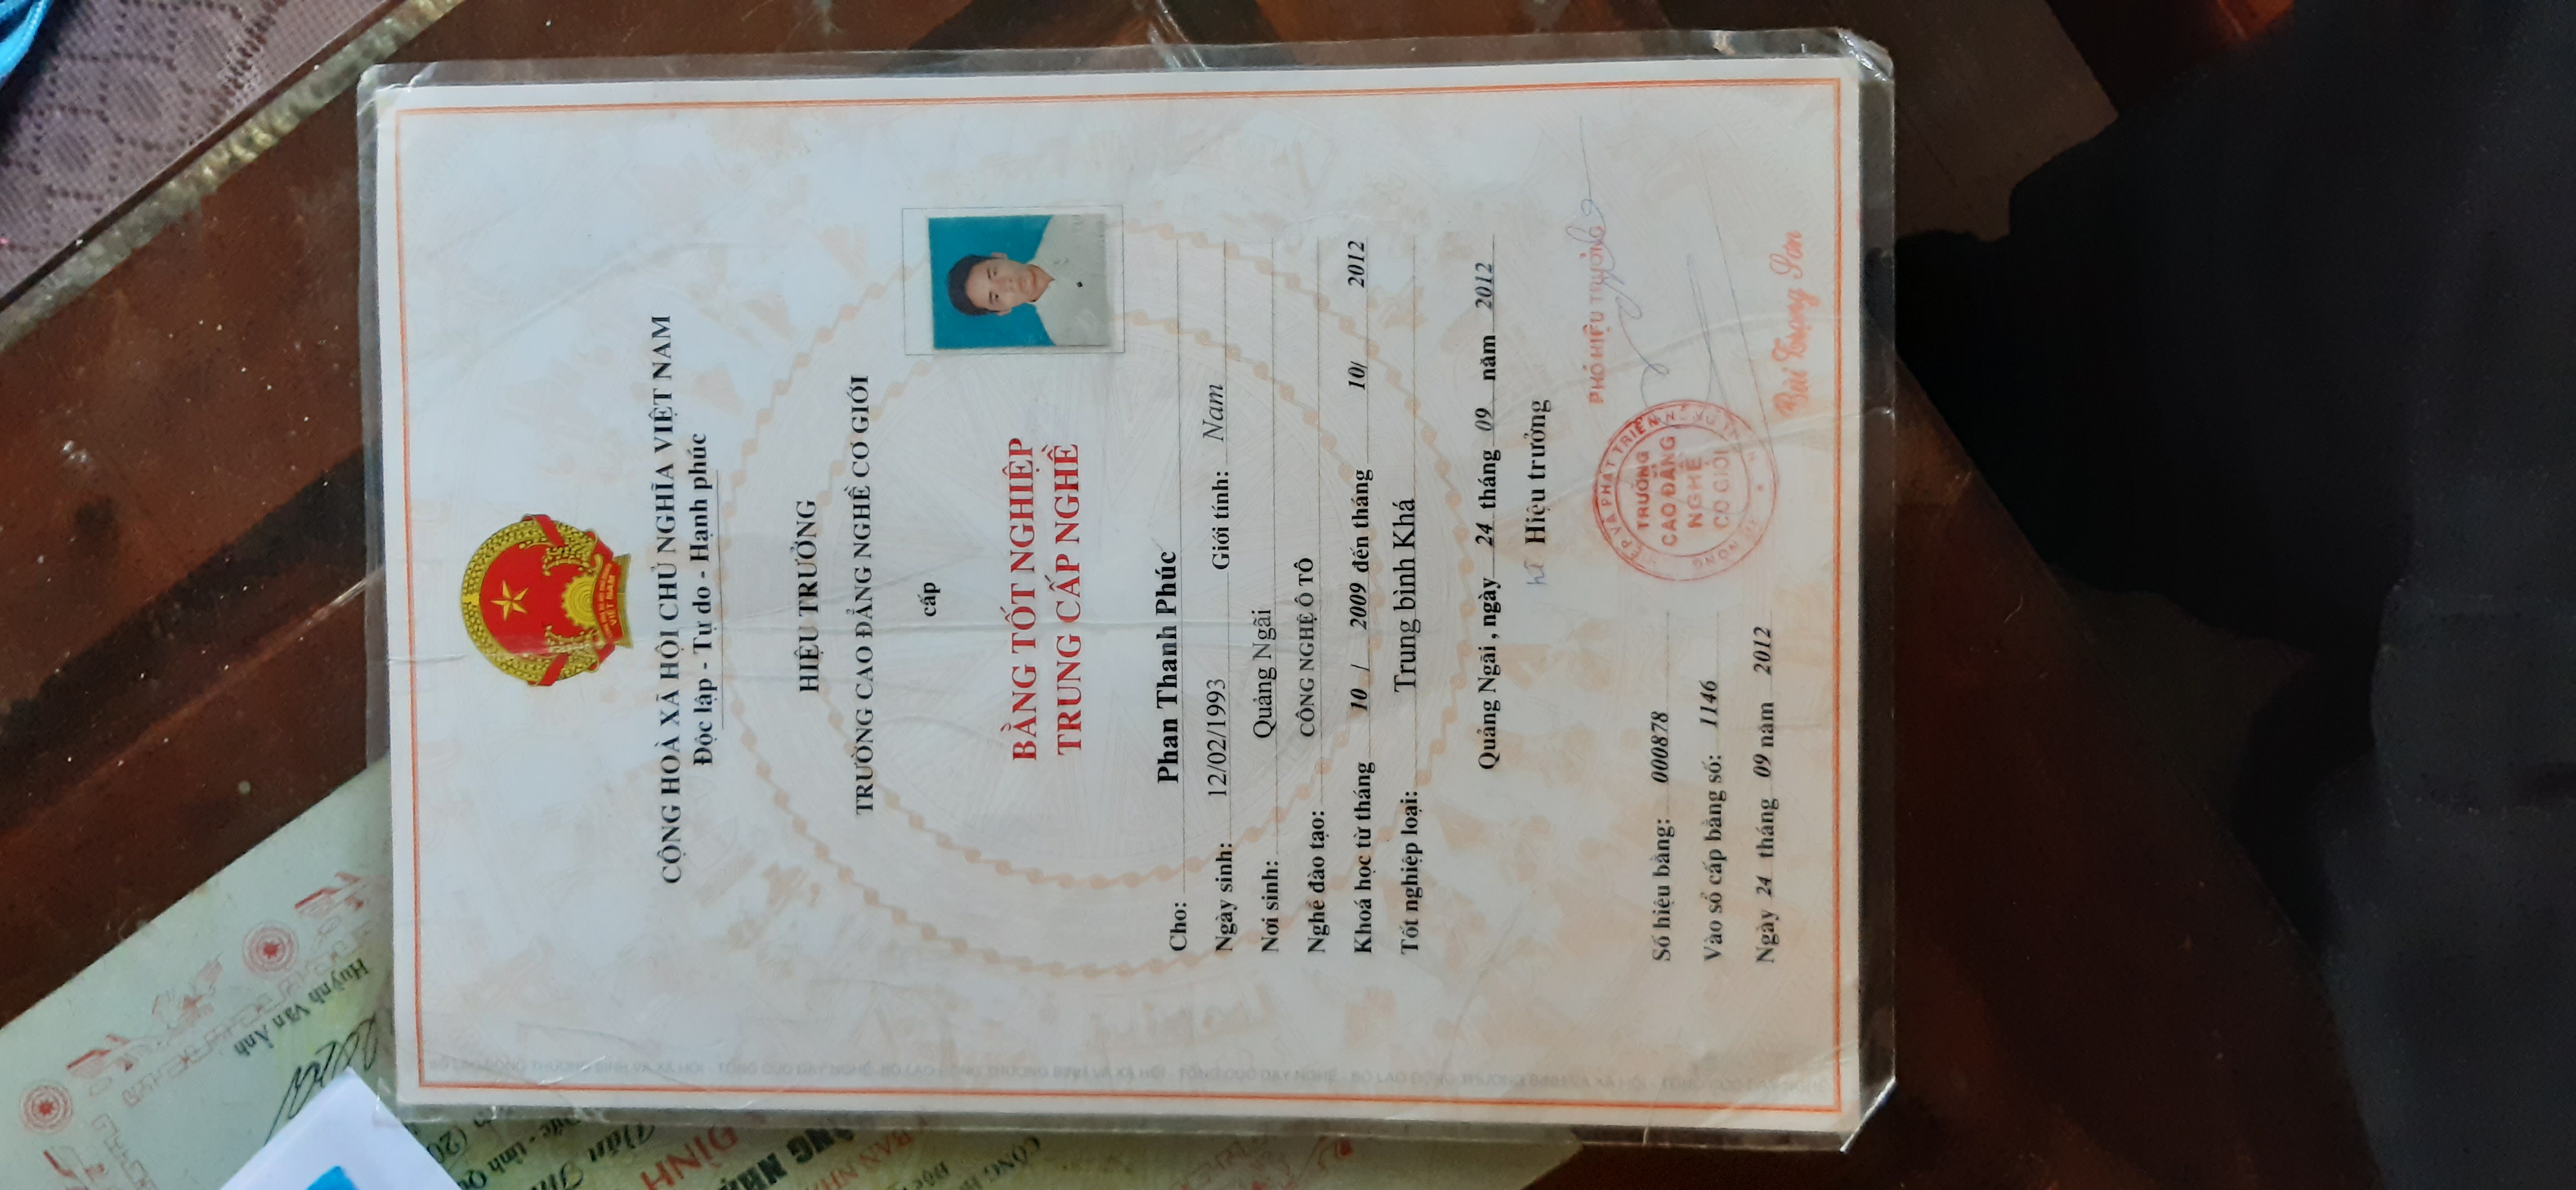 VIỆT NAM
CỘNG HOÀ XÃ HỘI CHỦ NGHĨA VIỆT NAM
Độc lập - Tự do - Hạnh phúc
HIỆU TRƯỞNG
TRƯỜNG CAO ĐẲNG NGHỀ CƠ GIỚI
cấp
BẰNG TỐT NGHIỆP
TRUNG CẤP NGHỀ
Cho: Phan Thanh Phúc
Ngày sinh: 12/02/1993 Giới tính: Nam
Nơi sinh: Quảng Ngãi
Nghề đào tạo: CÔNG NGHỆ Ô TÔ
Khoá học từ tháng 10 / 2009 đến tháng 10/ 2012
Tốt nghiệp loại: Trung bình Khá
Quảng Ngãi , ngày 24 tháng 09 năm 2012
Hiệu trưởng
PHÓ HIỆU TRƯỞNG
TRƯỜNG
CAO ĐẲNG
NGHỀ
CƠ GIỚI
Bùi Trọng Sơn
Số hiệu bằng: 000878
Vào sổ cấp bằng số: 1146
Ngày 24 tháng 09 năm 2012
BỘ LAO ĐỘNG THƯƠNG BINH VÀ XÃ HỘI - TỔNG CỤC DẠY NGHỀ - BỘ LAO ĐỘNG THƯƠNG BINH VÀ XÃ HỘI - TỔNG CỤC DẠY NGHỀ - BỘ LAO ĐỘNG THƯƠNG BINH VÀ XÃ HỘI - TỔNG CỤC DẠY NGHỀ
Huỳnh Văn Ảnh